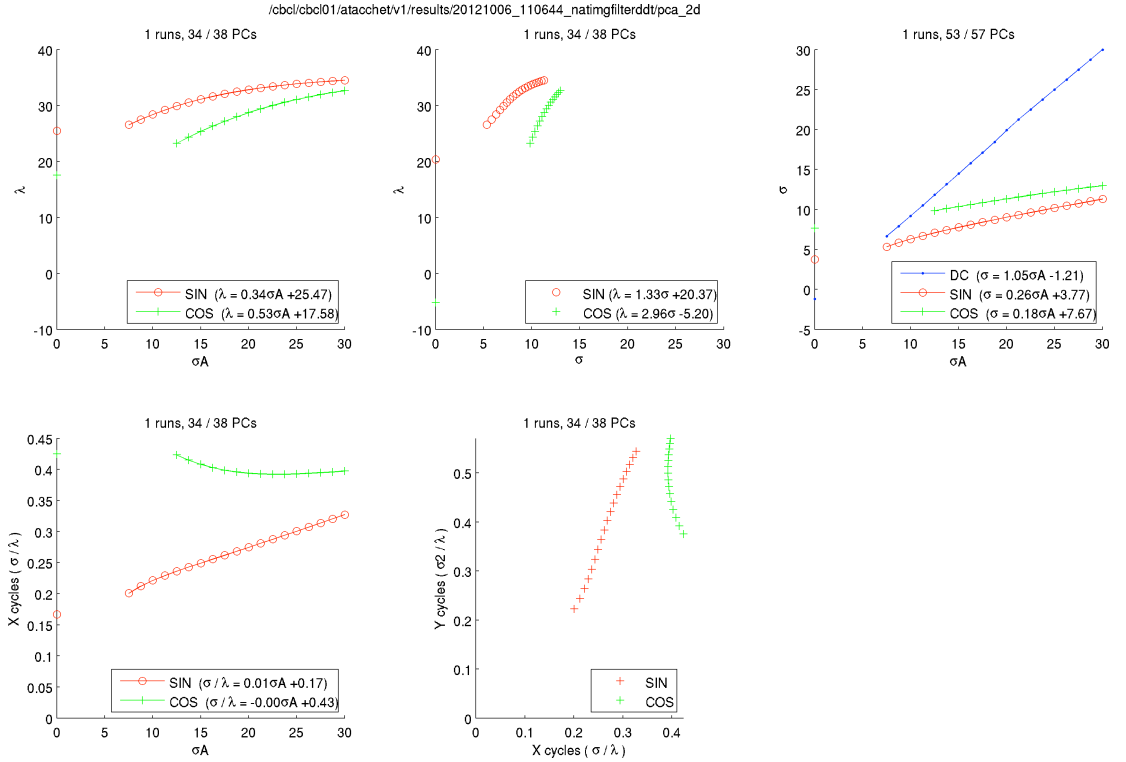 /cbcl/cbcl01/atacchet/v1/results/20121006_110644_natimgfilterddt/pca_2d
1 runs, 34 / 38 PCs
40
30
20
10
0
-10
λ
0
5
10
15
20
25
30
σA
SIN (λ = 0.34σA +25.47)
COS (λ = 0.53σA +17.58)
1 runs, 34 / 38 PCs
40
30
20
10
0
-10
λ
0
5
10
15
20
25
30
σ
SIN (λ = 1.33σ +20.37)
COS (λ = 2.96σ -5.20)
1 runs, 53 / 57 PCs
30
25
20
15
10
5
0
-5
σ
0
5
10
15
20
25
30
σA
DC (σ = 1.05σA -1.21)
SIN (σ = 0.26σA +3.77)
COS (σ = 0.18σA +7.67)
1 runs, 34 / 38 PCs
0.45
0.4
0.35
0.3
0.25
0.2
0.15
0.1
0.05
0
X cycles ( σ / λ )
0
5
10
15
20
25
30
σA
SIN (σ / λ = 0.01σA +0.17)
COS (σ / λ = -0.00σA +0.43)
1 runs, 34 / 38 PCs
0.5
0.4
0.3
0.2
0.1
0
Y cycles ( σ2 / λ )
0
0.1
0.2
0.3
0.4
X cycles ( σ / λ )
SIN
COS